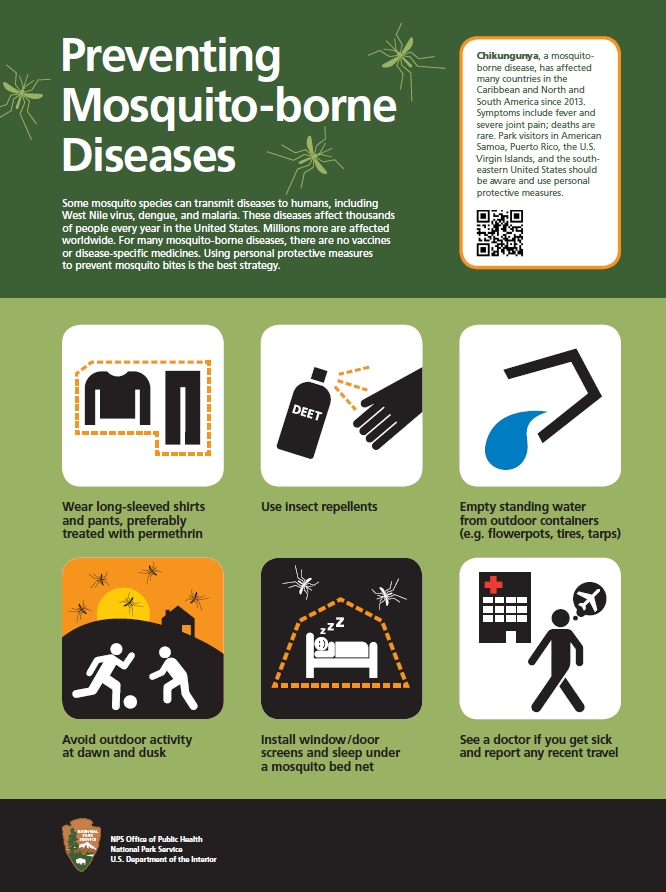 Preventing
Mosquito-borne
Diseases
Some mosquito species can transmit diseases to humans, including
West Nile virus, dengue, and malaria. These diseases affect thousands
of people every year in the United States. Millions more are affected
worldwide. For many mosquito-borne diseases, there are no vaccines
or disease-specific medicines. Using personal protective measures
to prevent mosquito bites is the best strategy.
Chikungunya, a mosquito-
borne disease, has affected
many countries in the
Caribbean and North and
South America since 2013.
Symptoms include fever and
severe joint pain; deaths are
rare. Park visitors in American
Samoa, Puerto Rico, the U.S.
Virgin Islands, and the south-
eastern United States should
be aware and use personal
protective measures.
DEET
Wear long-sleeved shirts
and pants, preferably
treated with permethrin
Use insect repellents
Empty standing water
from outdoor containers
(e.g. flowerpots, tires, tarps)
z z z
Avoid outdoor activity
at dawn and dusk
Install window/door
screens and sleep under
a mosquito bed net
See a doctor if you get sick
and report any recent travel
NATIONAL
PARK
SERVICE
NPS Office of Public Health
National Park Service
U.S. Department of the Interior